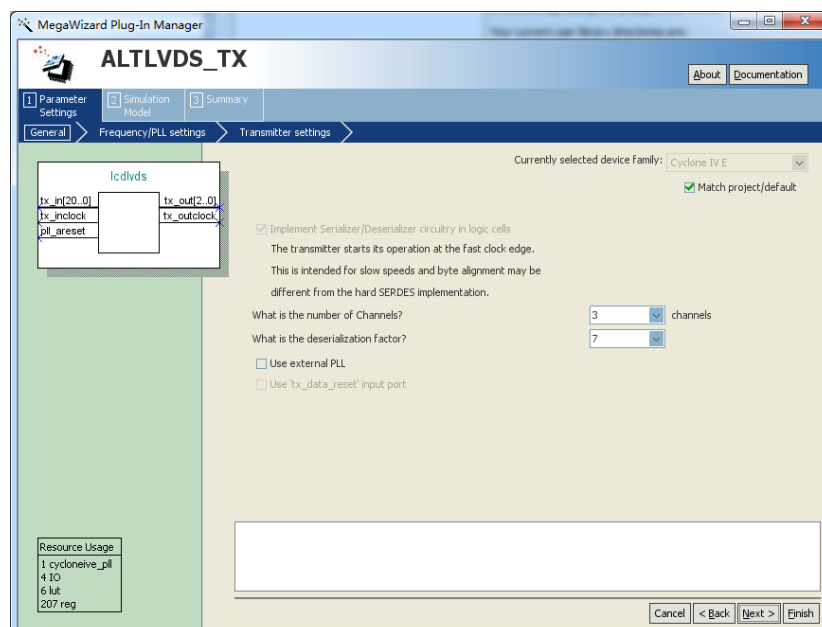 MegaWizard Plug-In Manager
ALTLVDS_TX
About
Documentation
1 Parameter Settings
2 Simulation Model
3 Summary
General
Frequency/PLL settings
Transmitter settings
Currently selected device family:
Cyclone IV E
Match project/default
lcdlvds
tx_in[20..0]
tx_out[2..0]
tx_inclock
tx_outclock
pll_areset
Implement Serializer/Deserializer circuitry in logic cells
The transmitter starts its operation at the fast clock edge.
This is intended for slow speeds and byte alignment may be
different from the hard SERDES implementation.
What is the number of Channels?
3
channels
What is the deserialization factor?
7
Use external PLL
Use 'tx_data_reset' input port
Resource Usage
1 cycloneive_pll
4 IO
6 lut
207 reg
Cancel
< Back
Next >
Finish